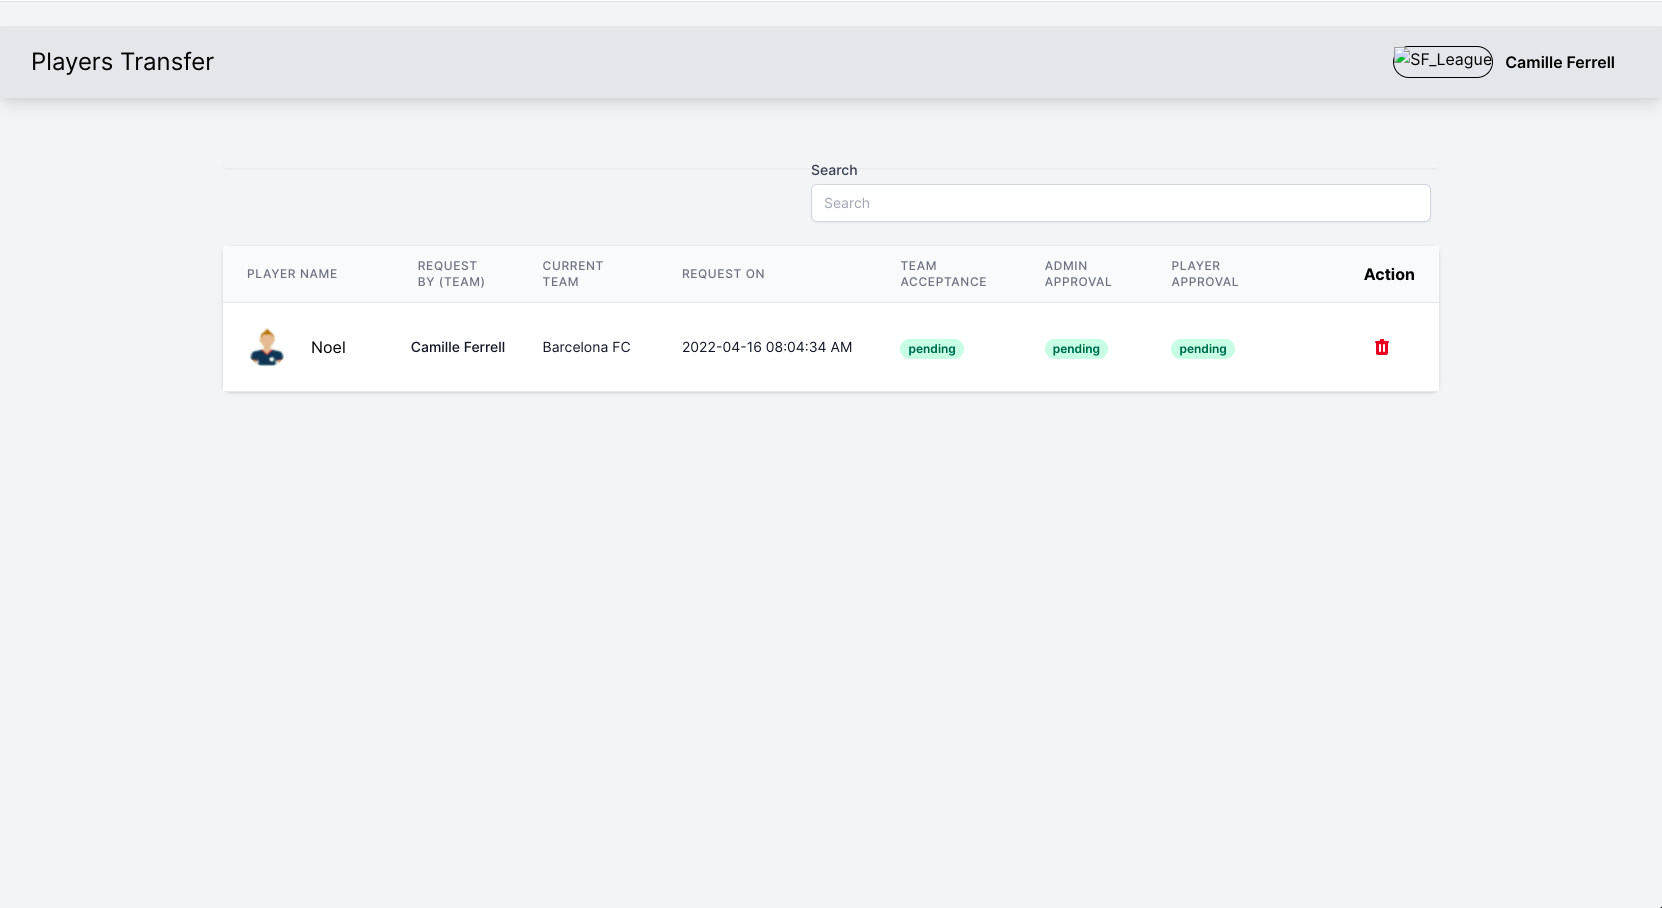 Players Transfer
SF_League Camille Ferrell
Search
Search
PLAYER NAME REQUEST BY (TEAM) CURRENT TEAM REQUEST ON TEAM ACCEPTANCE ADMIN APPROVAL PLAYER APPROVAL Action
Noel Camille Ferrell Barcelona FC 2022-04-16 08:04:34 AM pending pending pending